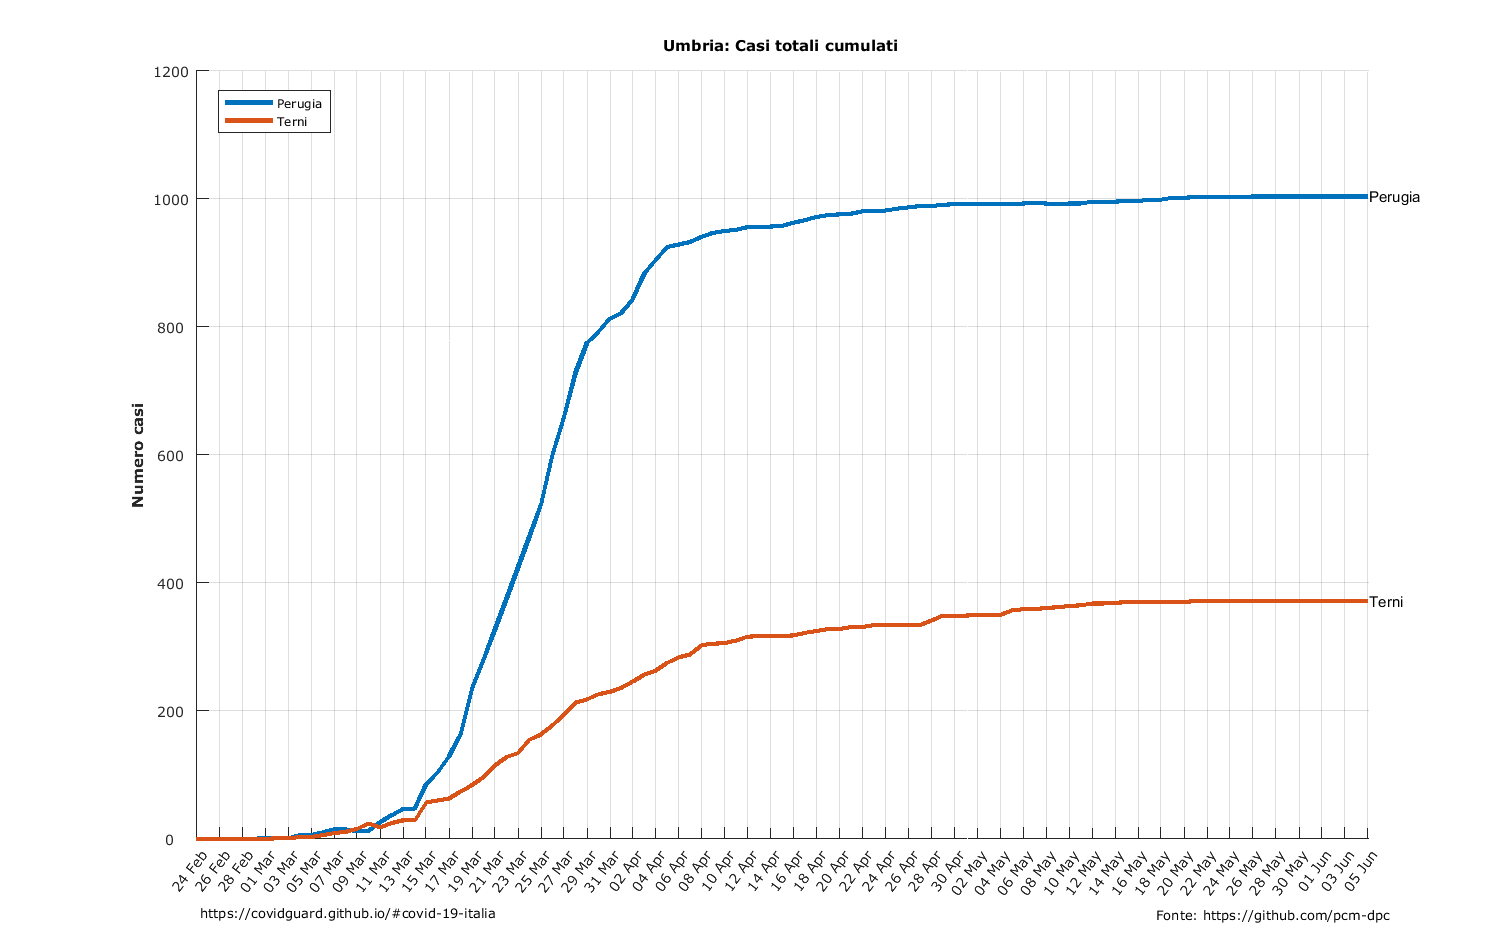 Umbria: Casi totali cumulati
1200
1000
800
600
400
200
0
Numero casi
Perugia
Terni
Perugia
Terni
24 Feb
26 Feb
28 Feb
01 Mar
03 Mar
05 Mar
07 Mar
09 Mar
11 Mar
13 Mar
15 Mar
17 Mar
19 Mar
21 Mar
23 Mar
25 Mar
27 Mar
29 Mar
31 Mar
02 Apr
04 Apr
06 Apr
08 Apr
10 Apr
12 Apr
14 Apr
16 Apr
18 Apr
20 Apr
22 Apr
24 Apr
26 Apr
28 Apr
30 Apr
02 May
04 May
06 May
08 May
10 May
12 May
14 May
16 May
18 May
20 May
22 May
24 May
26 May
28 May
30 May
01 Jun
03 Jun
05 Jun
https://covidguard.github.io/#covid-19-italia
Fonte: https://github.com/pcm-dpc